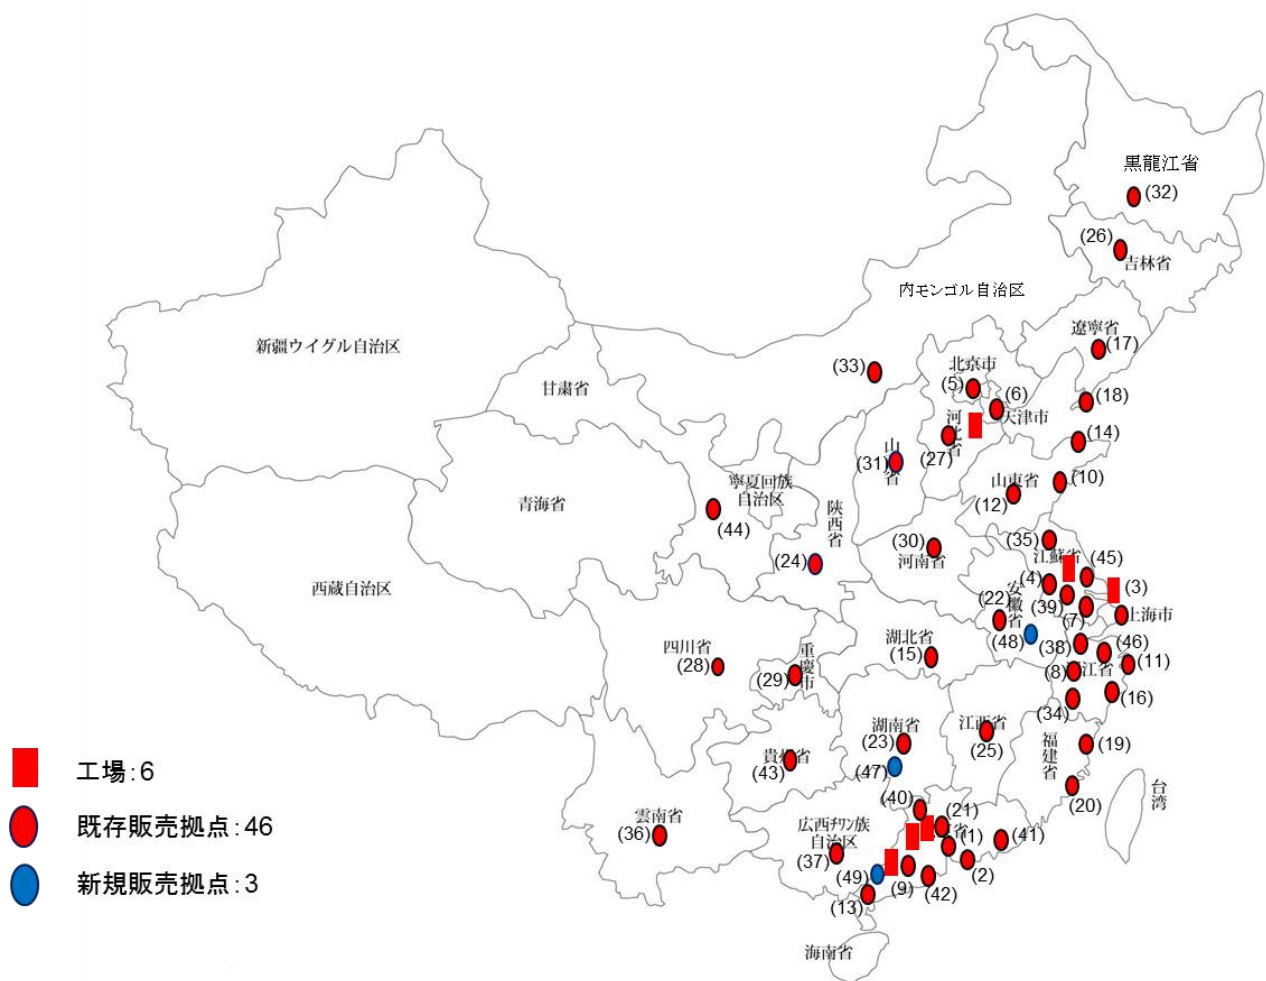 黒龍江省
(32)
(26)
吉林省
内モンゴル自治区
遼寧省
(17)
新疆ウイグル自治区
(33)
北京市
(5)
(6)
甘粛省
(18)
天津市
河北省
(14)
(27)
山省
(31)
寧夏回族
自治区
山東省
(10)
(12)
青海省
陝西省
(44)
(35)
(30)
河南省
江蘇省
(45)
(24)
(4)
(3)
西蔵自治区
安徽省
(22)
(39)
(7)
上海市
湖北省
(48)
(38)
(46)
四川省
(15)
重慶市
(28)
(29)
(8)
江省
(11)
(16)
(34)
湖南省
江西省
(23)
(25)
福建省
(19)
貴省
(43)
(47)
(20)
台湾
工場:6
(40)
(21)
雲南省
広西チワン族
自治区
省
(36)
(1)
(41)
既存販売拠点:46
(37)
(2)
(49)
(9)
(42)
新規販売拠点:3
(13)
海南省